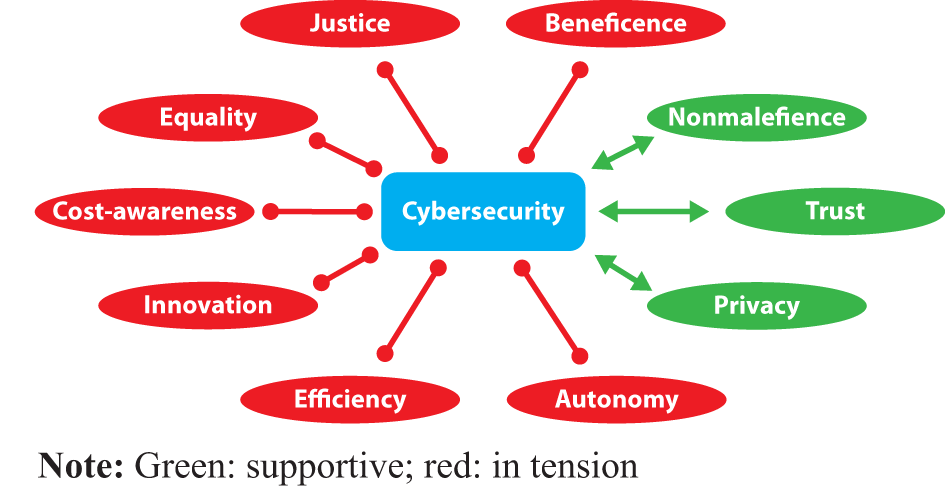 Justice
Beneficence
Equality
Nonmalefience
Cost-awareness
Cybersecurity
Trust
Innovation
Privacy
Efficiency
Autonomy
Note: Green: supportive; red: in tension